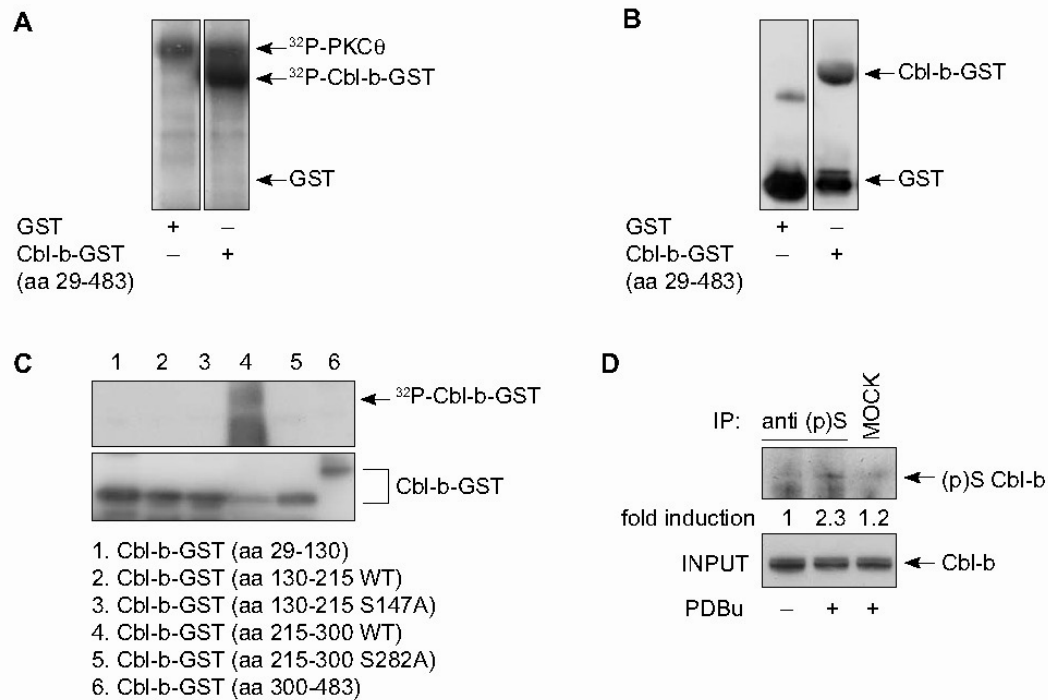 A
³²P-PKCθ
³²P-Cbl-b-GST
GST
GST + –
Cbl-b-GST – +
(aa 29-483)
B
Cbl-b-GST
GST
GST + –
Cbl-b-GST – +
(aa 29-483)
C
1 2 3 4 5 6
³²P-Cbl-b-GST
Cbl-b-GST
1. Cbl-b-GST (aa 29-130)
2. Cbl-b-GST (aa 130-215 WT)
3. Cbl-b-GST (aa 130-215 S147A)
4. Cbl-b-GST (aa 215-300 WT)
5. Cbl-b-GST (aa 215-300 S282A)
6. Cbl-b-GST (aa 300-483)
D
IP: anti (p)S MOCK
(p)S Cbl-b
fold induction 1 2.3 1.2
INPUT Cbl-b
PDBu – + +